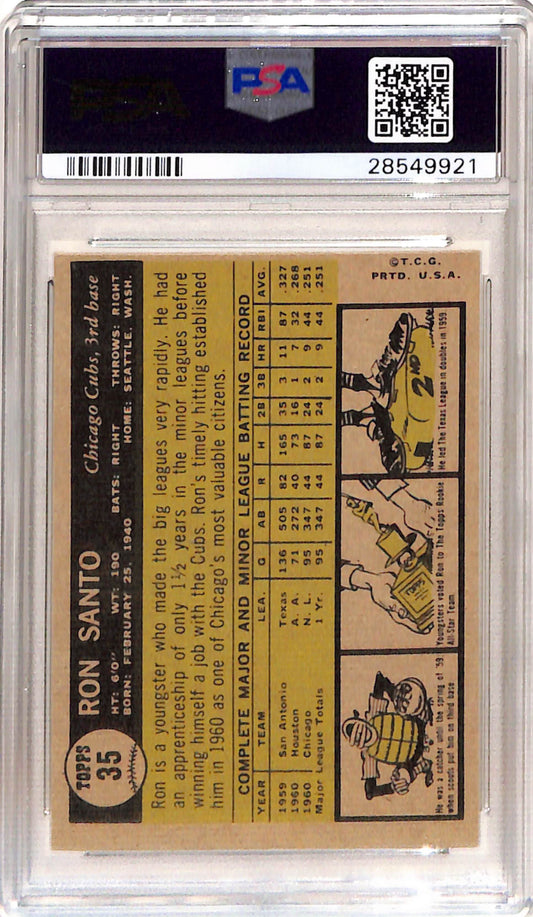 PSA
PSA
28549921
TOPPS
35
RON SANTO
Chicago Cubs, 3rd base
HT: 6'0" WT: 190 BATS: RIGHT THROWS: RIGHT
BORN: FEBRUARY 25, 1940 HOME: SEATTLE, WASH.
Ron is a youngster who made the big leagues very rapidly. He had
an apprenticeship of only 1½ years in the minor leagues before
winning himself a job with the Cubs. Ron's timely hitting established
him in 1960 as one of Chicago's most valuable citizens.
COMPLETE MAJOR AND MINOR LEAGUE BATTING RECORD
YEAR TEAM LEA. G AB R H 2B 3B HR RBI AVG.
1959 San Antonio Texas 136 505 82 165 35 3 11 87 .327
1960 Houston A. A. 71 272 40 73 16 1 7 32 .268
1960 Chicago N. L. 95 347 44 87 24 2 9 44 .251
Major League Totals 1 Yr. 95 347 44 87 24 2 9 44 .251
He was a catcher until the spring of '59
when scouts put him on third base
TOPPS
Youngsters voted Ron to The Topps Rookie
All-Star Team.
2ND
He led The Texas League in doubles in 1959.
©T.C.G.
PRTD. U.S.A.